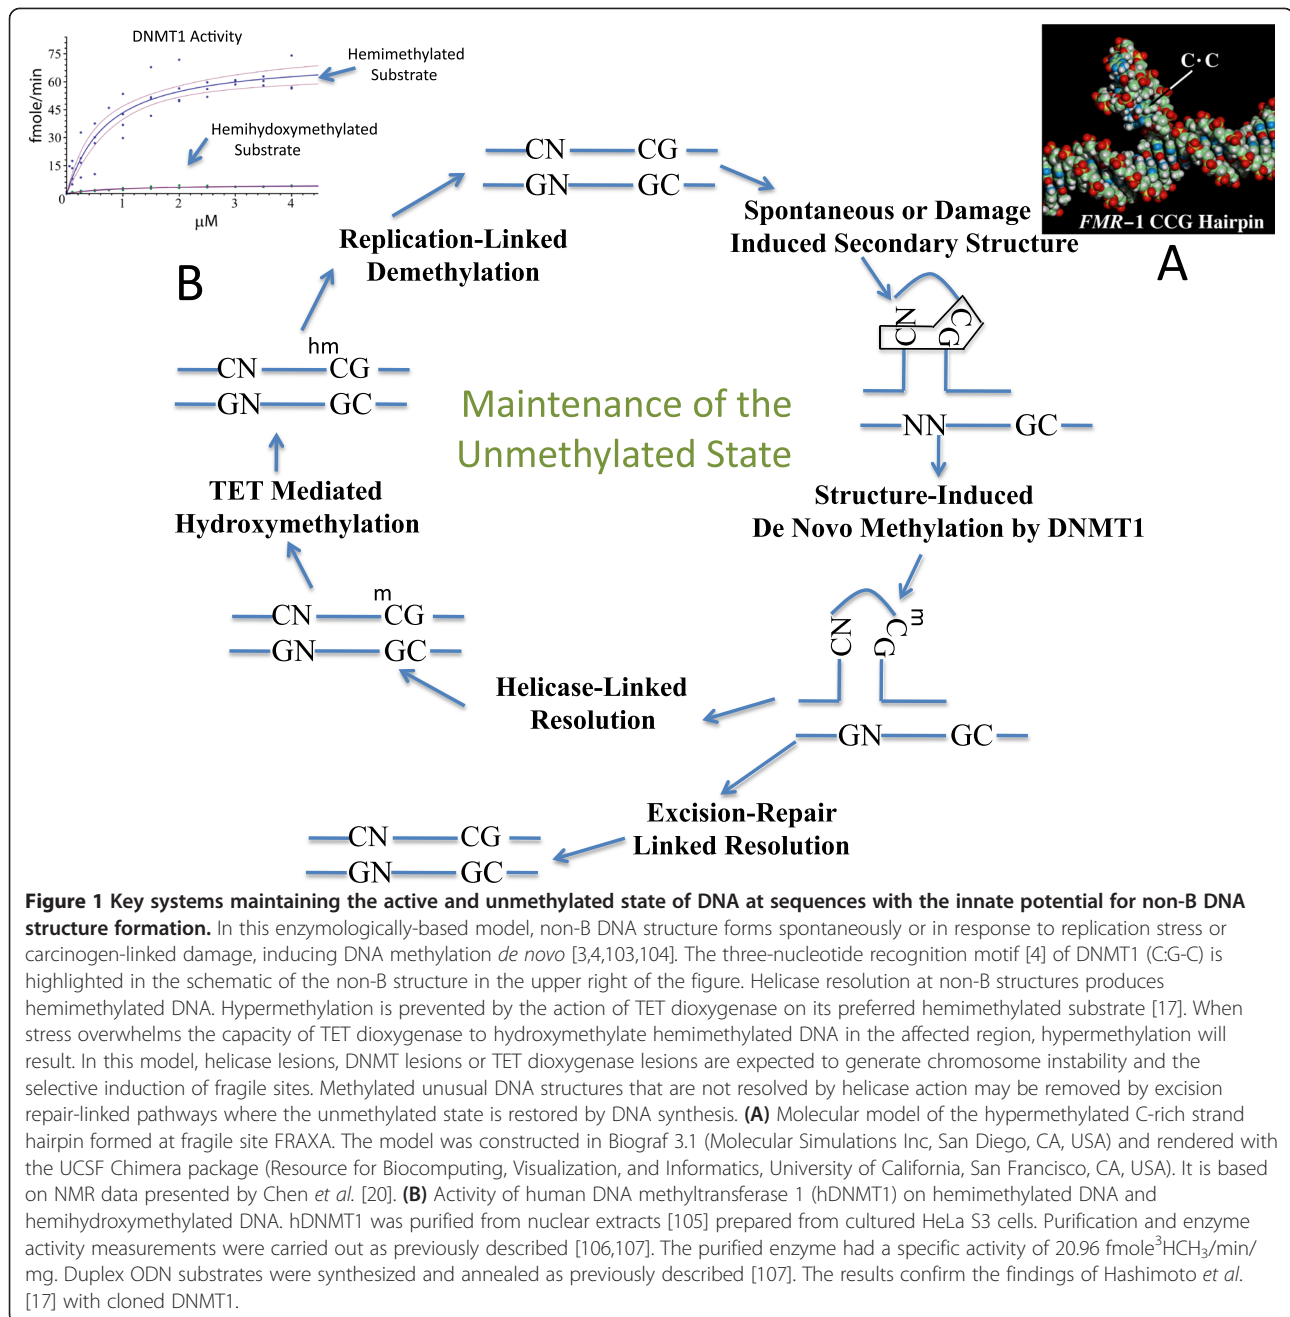 DNMT1 Activity
75
60
45
30
15
0
1
2
3
4
fmole/min
µM
Hemimethylated
Substrate
Hemihydoxymethylated
Substrate
B
C·C
FMR-1 CCG Hairpin
A
CN CG
GN GC
Spontaneous or Damage
Induced Secondary Structure
CN
CG
NN GC
Structure-Induced
De Novo Methylation by DNMT1
m
CN
CG
GN GC
Helicase-Linked
Resolution
Excision-Repair
Linked Resolution
CN CG
GN GC
m
CN CG
GN GC
TET Mediated
Hydroxymethylation
hm
CN CG
GN GC
Replication-Linked
Demethylation
Maintenance of the
Unmethylated State
Figure 1 Key systems maintaining the active and unmethylated state of DNA at sequences with the innate potential for non-B DNA
structure formation. In this enzymologically-based model, non-B DNA structure forms spontaneously or in response to replication stress or
carcinogen-linked damage, inducing DNA methylation de novo [3,4,103,104]. The three-nucleotide recognition motif [4] of DNMT1 (C:G-C) is
highlighted in the schematic of the non-B structure in the upper right of the figure. Helicase resolution at non-B structures produces
hemimethylated DNA. Hypermethylation is prevented by the action of TET dioxygenase on its preferred hemimethylated substrate [17]. When
stress overwhelms the capacity of TET dioxygenase to hydroxymethylate hemimethylated DNA in the affected region, hypermethylation will
result. In this model, helicase lesions, DNMT lesions or TET dioxygenase lesions are expected to generate chromosome instability and the
selective induction of fragile sites. Methylated unusual DNA structures that are not resolved by helicase action may be removed by excision
repair-linked pathways where the unmethylated state is restored by DNA synthesis. (A) Molecular model of the hypermethylated C-rich strand
hairpin formed at fragile site FRAXA. The model was constructed in Biograf 3.1 (Molecular Simulations Inc, San Diego, CA, USA) and rendered with
the UCSF Chimera package (Resource for Biocomputing, Visualization, and Informatics, University of California, San Francisco, CA, USA). It is based
on NMR data presented by Chen et al. [20]. (B) Activity of human DNA methyltransferase 1 (hDNMT1) on hemimethylated DNA and
hemihydroxymethylated DNA. hDNMT1 was purified from nuclear extracts [105] prepared from cultured HeLa S3 cells. Purification and enzyme
activity measurements were carried out as previously described [106,107]. The purified enzyme had a specific activity of 20.96 fmole³HCH₃/min/
mg. Duplex ODN substrates were synthesized and annealed as previously described [107]. The results confirm the findings of Hashimoto et al.
[17] with cloned DNMT1.